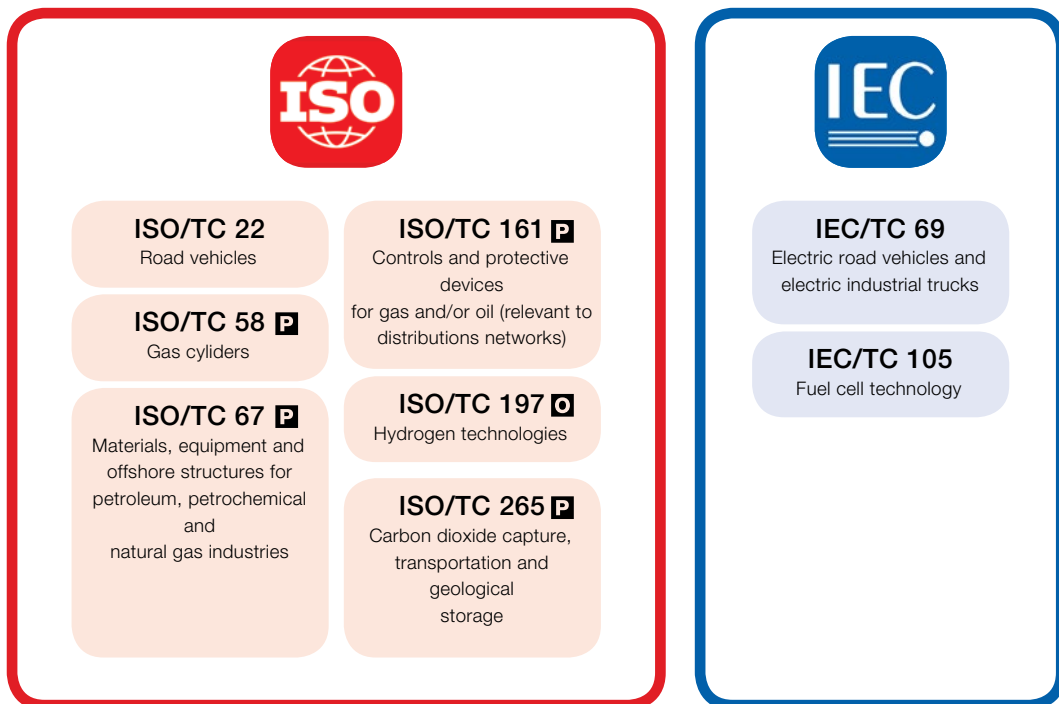 ISO
ISO/TC 22
Road vehicles
ISO/TC 58 P
Gas cyliders
ISO/TC 67 P
Materials, equipment and
offshore structures for
petroleum, petrochemical
and
natural gas industries
ISO/TC 161 P
Controls and protective
devices
for gas and/or oil (relevant to
distributions networks)
ISO/TC 197 O
Hydrogen technologies
ISO/TC 265 P
Carbon dioxide capture,
transportation and
geological
storage
IEC
IEC/TC 69
Electric road vehicles and
electric industrial trucks
IEC/TC 105
Fuel cell technology